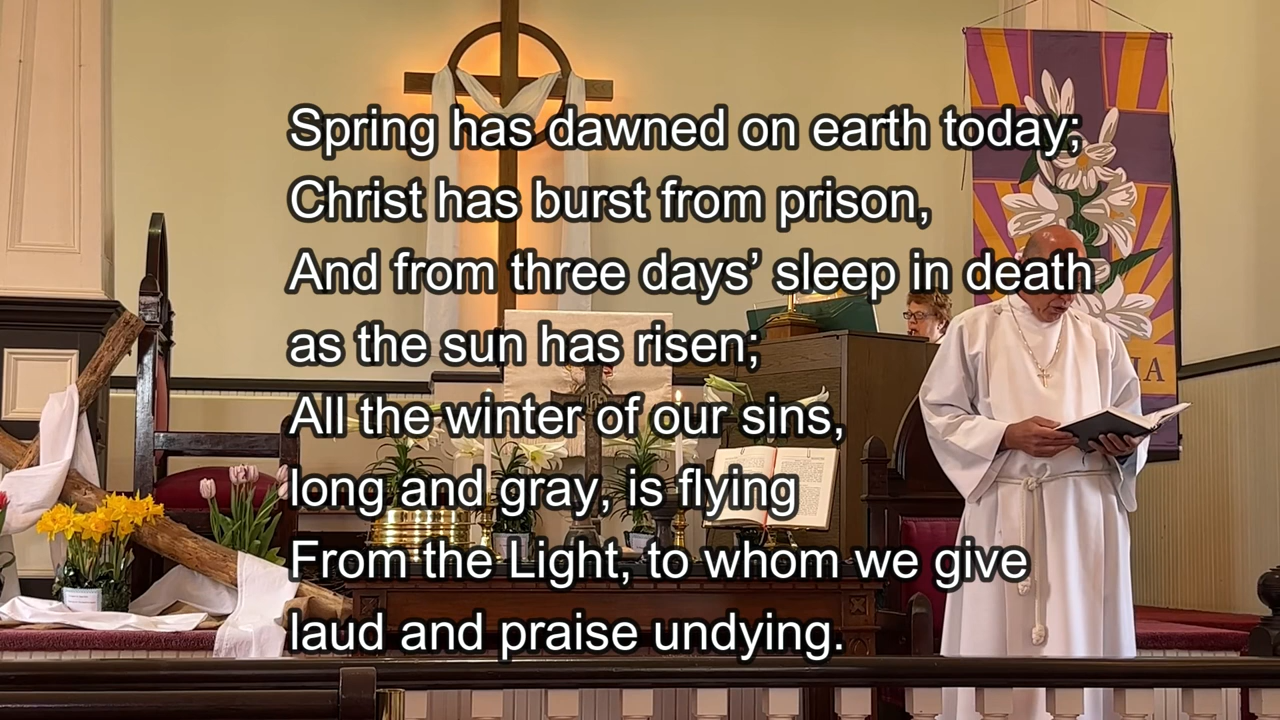 Spring has dawned on earth today;
Christ has burst from prison,
And from three days’ sleep in death
as the sun has risen;
All the winter of our sins,
long and gray, is flying
From the Light, to whom we give
laud and praise undying.